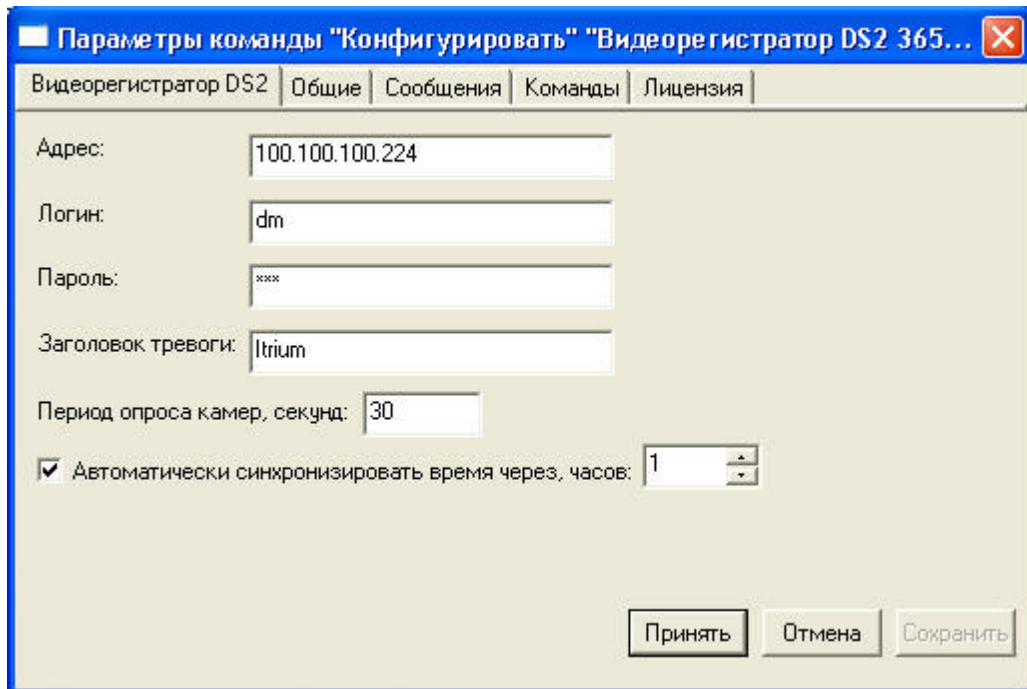 Параметры команды "Конфигурировать" "Видеорегистратор DS2 365...
Видеорегистратор DS2 Общие Сообщения Команды Лицензия
Адрес: 100.100.100.224
Логин: dm
Пароль: ***
Заголовок тревоги: Itrium
Период опроса камер, секунд: 30
Автоматически синхронизировать время через, часов: 1
Принять Отмена Сохранить